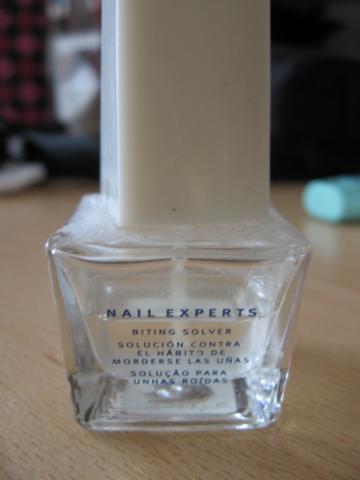 NAIL EXPERTS
BITING SOLVER
SOLUCIÓN CONTRA
EL HÁBITO DE
MORDERSE LAS UÑAS
SOLUÇÃO PARA
UNHAS ROÍDAS